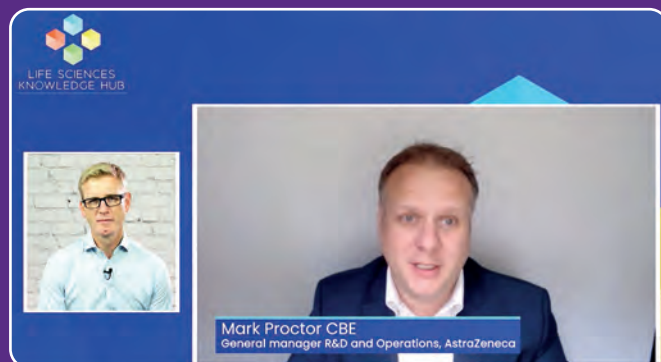 LIFE SCIENCES
KNOWLEDGE HUB
Mark Proctor CBE
General manager R&D and Operations, AstraZeneca